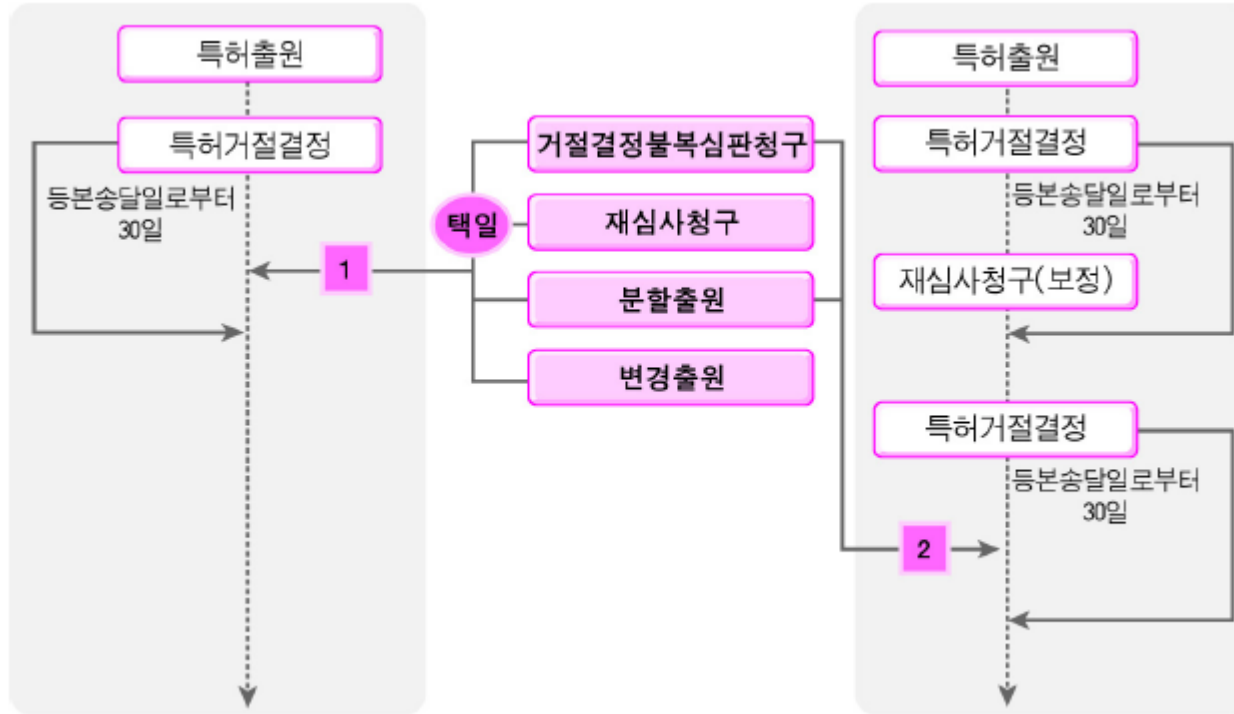 특허출원
특허거절결정
등본송달일로부터
30일
1
택일
거절결정불복심판청구
재심사청구
분할출원
변경출원
특허출원
특허거절결정
등본송달일로부터
30일
재심사청구(보정)
특허거절결정
등본송달일로부터
30일
2